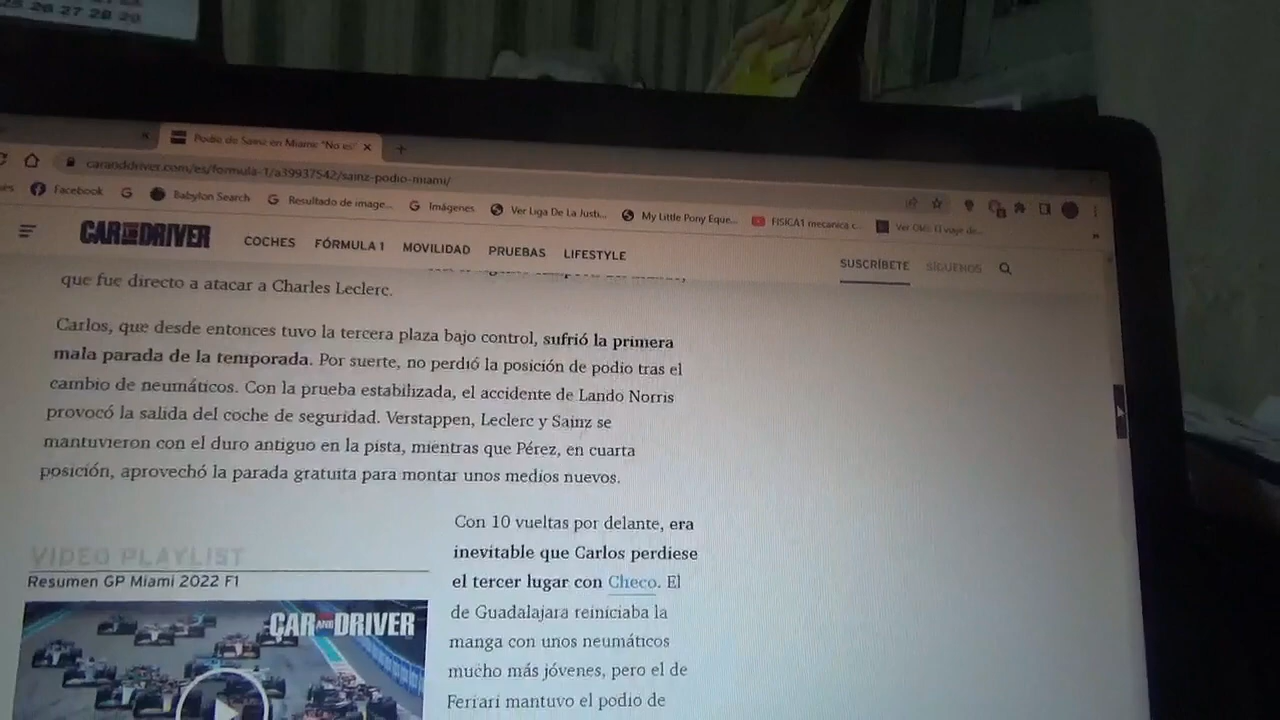 25 26 27 28 29
Podio de Sainz en Miami: "No es
caranddriver.com/es/formula-1/a39937542/sainz-podio-miami/
Facebook
Babylon Search
Resultado de image...
Imágenes
Ver Liga De La Justi...
My Little Pony Eque...
FISICA1 mecanica c...
CAR AND DRIVER
COCHES FÓRMULA 1 MOVILIDAD PRUEBAS LIFESTYLE
SUSCRÍBETE SÍGUENOS
que fue directo a atacar a Charles Leclerc.
Carlos, que desde entonces tuvo la tercera plaza bajo control, sufrió la primera
mala parada de la temporada. Por suerte, no perdió la posición de podio tras el
cambio de neumáticos. Con la prueba estabilizada, el accidente de Lando Norris
provocó la salida del coche de seguridad. Verstappen, Leclerc y Sainz se
mantuvieron con el duro antiguo en la pista, mientras que Pérez, en cuarta
posición, aprovechó la parada gratuita para montar unos medios nuevos.
VIDEO PLAYLIST
Resumen GP Miami 2022 F1
CAR AND DRIVER
Con 10 vueltas por delante, era
inevitable que Carlos perdiese
el tercer lugar con Checo. El
de Guadalajara reiniciaba la
manga con unos neumáticos
mucho más jóvenes, pero el de
Ferrari mantuvo el podio de